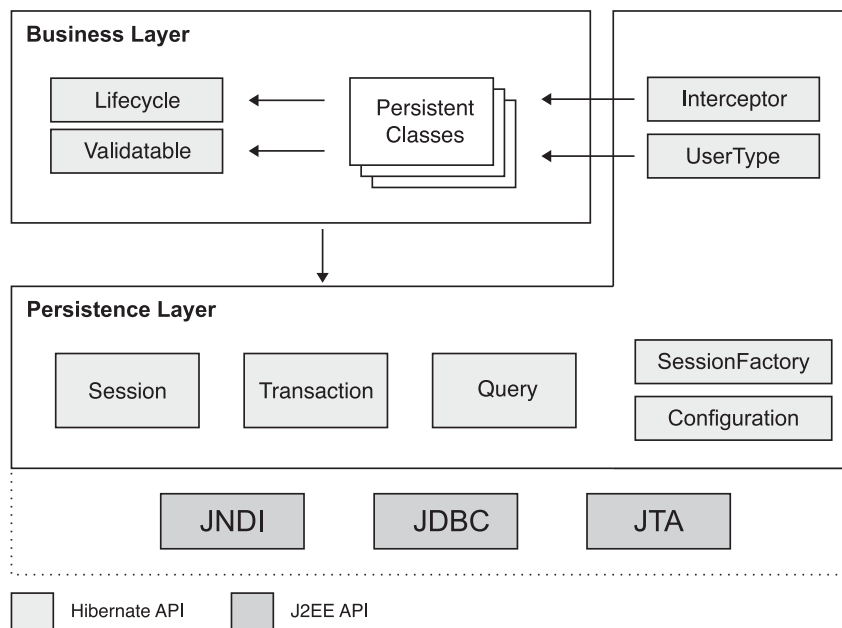 Business Layer
Lifecycle
Validatable
Persistent
Classes
Interceptor
UserType
Persistence Layer
Session
Transaction
Query
SessionFactory
Configuration
JNDI
JDBC
JTA
Hibernate API
J2EE API